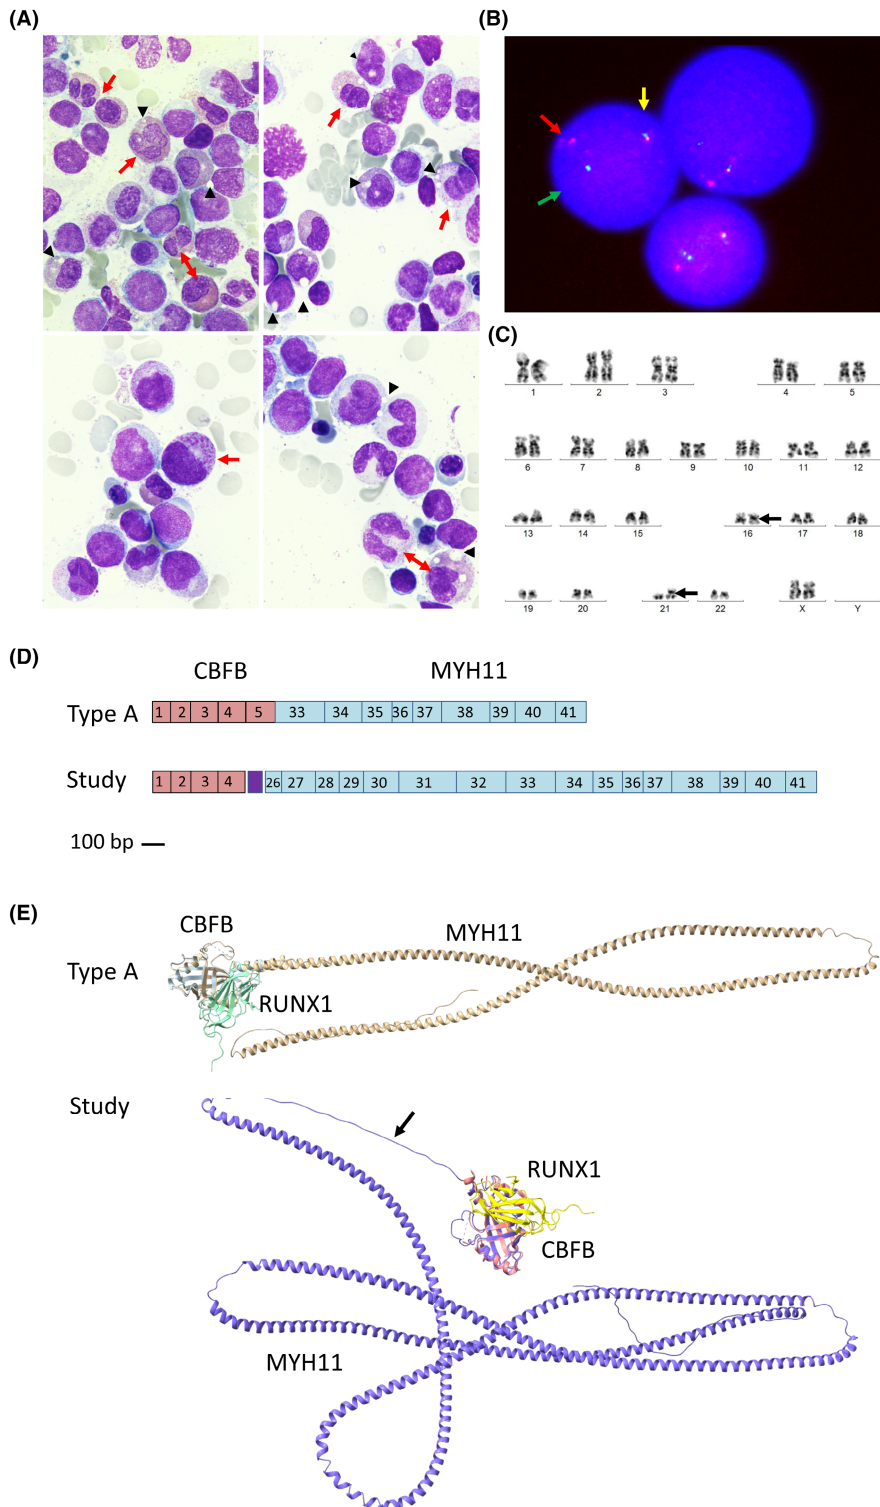 (A)
(B)
(C)
1 2 3 4 5
6 7 8 9 10 11 12
13 14 15 16 17 18
19 20 21 22 X Y
(D)
CBFB MYH11
Type A 1 2 3 4 5 33 34 35 36 37 38 39 40 41
Study 1 2 3 4 26 27 28 29 30 31 32 33 34 35 36 37 38 39 40 41
100 bp
(E)
CBFB
MYH11
Type A
RUNX1
Study
RUNX1
CBFB
MYH11